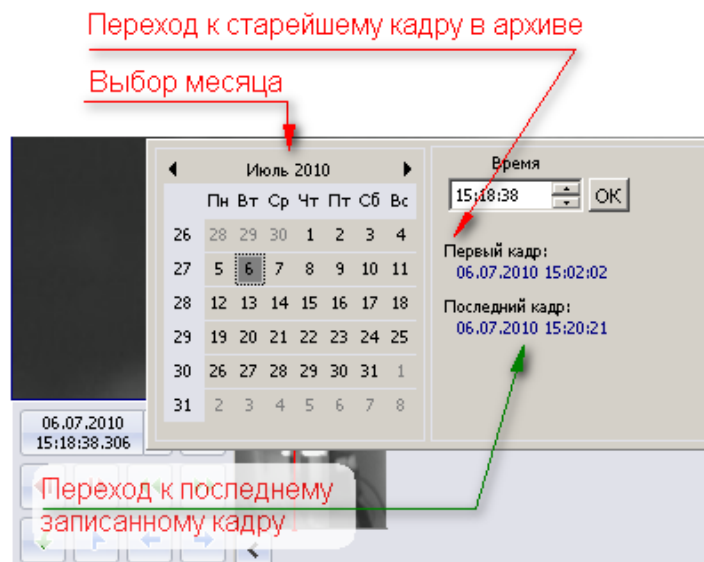 Переход к старейшему кадру в архиве
Выбор месяца
Июль 2010
Пн Вт Ср Чт Пт Сб Вс
26 28 29 30 1 2 3 4
27 5 6 7 8 9 10 11
28 12 13 14 15 16 17 18
29 19 20 21 22 23 24 25
30 26 27 28 29 30 31 1
31 2 3 4 5 6 7 8
Время
15:18:38 OK
Первый кадр:
06.07.2010 15:02:02
Последний кадр:
06.07.2010 15:20:21
06.07.2010
15:18:38.306
Переход к последнему
записанному кадру